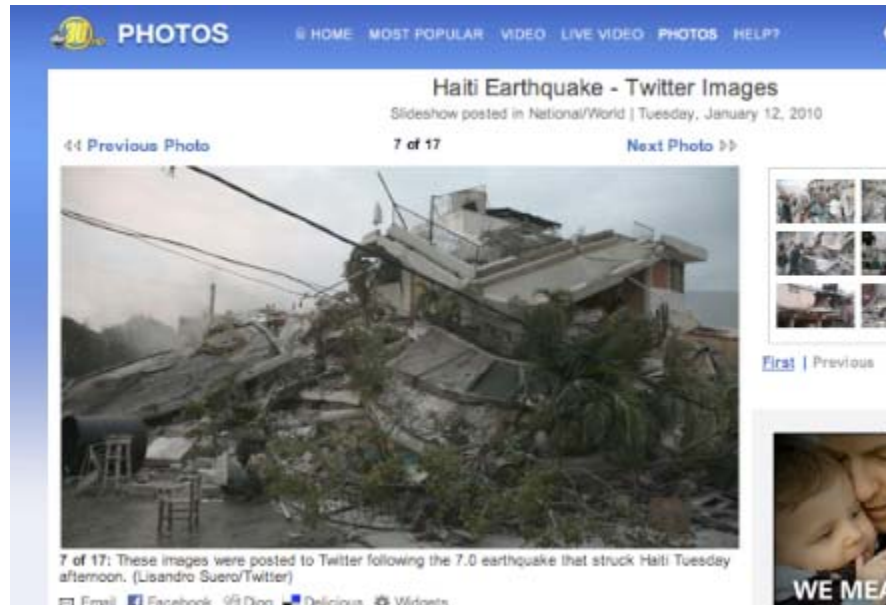 PHOTOS
HOME MOST POPULAR VIDEO LIVE VIDEO PHOTOS HELP?
Haiti Earthquake - Twitter Images
Slideshow posted in National/World | Tuesday, January 12, 2010
Previous Photo 7 of 17 Next Photo
First | Previous
7 of 17: These images were posted to Twitter following the 7.0 earthquake that struck Haiti Tuesday
afternoon. (Lisandro Suero/Twitter)
WE MEA
Email Facebook Digg Delicious Widgets